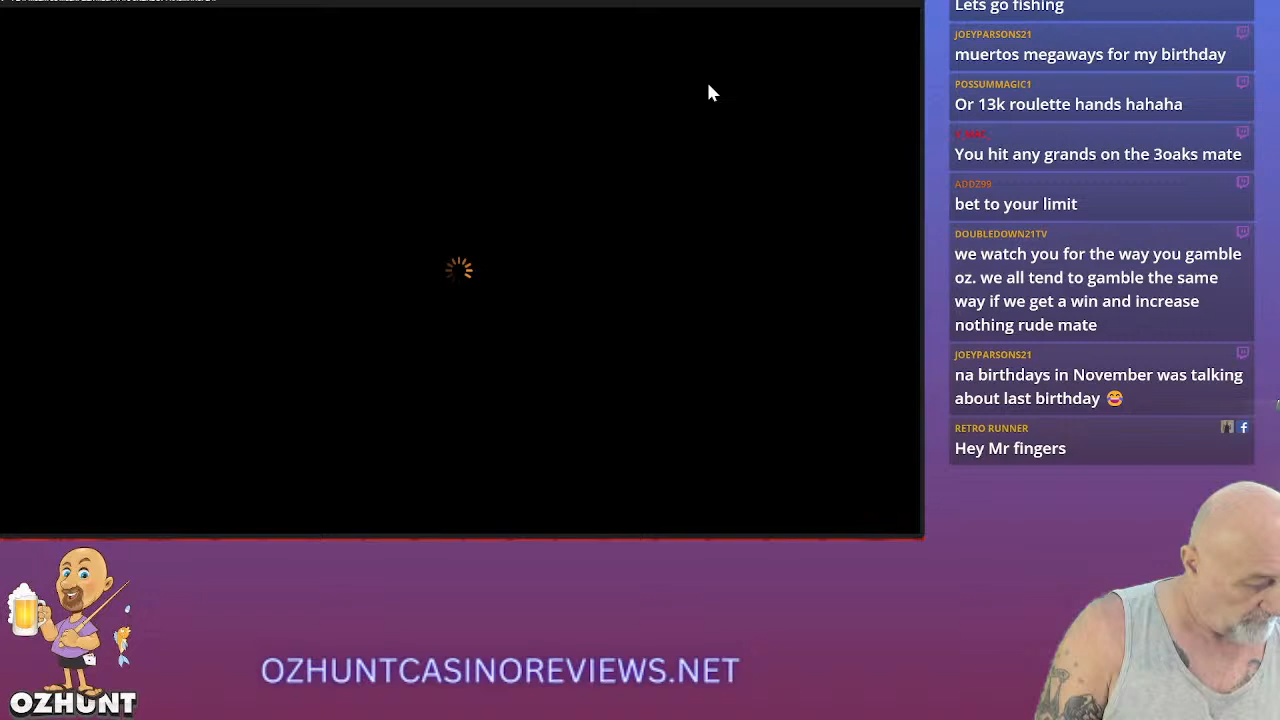 Lets go fishing
JOEYPARSONS21
muertos megaways for my birthday
POSSUMMAGIC1
Or 13k roulette hands hahaha
You hit any grands on the 3oaks mate
ADDZ99
bet to your limit
DOUBLEDOWN21TV
we watch you for the way you gamble
oz. we all tend to gamble the same
way if we get a win and increase
nothing rude mate
JOEYPARSONS21
na birthdays in November was talking
about last birthday 😂
RETRO RUNNER
Hey Mr fingers
OZHUNTCASINOREVIEWS.NET
OZHUNT